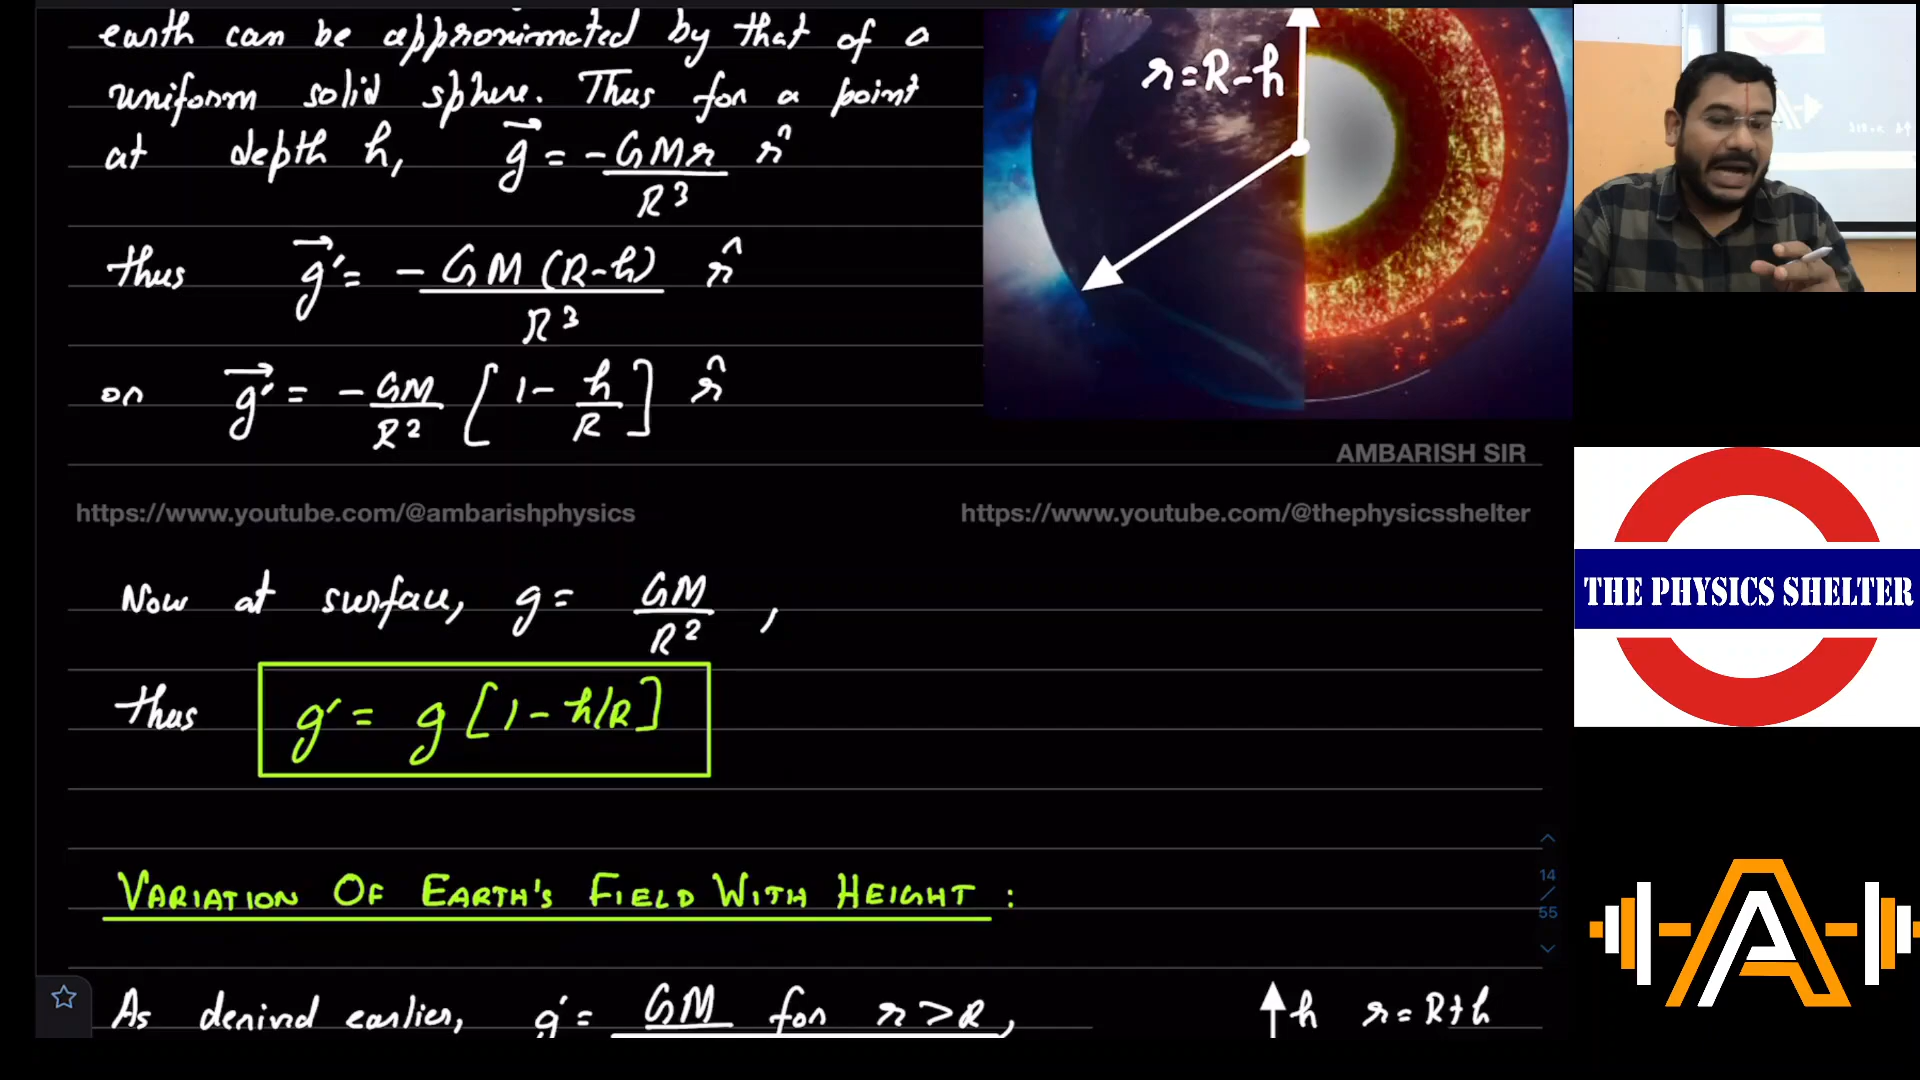 earth can be approximated by that of a
uniform solid sphere. Thus for a point
at depth h, g⃗ = -GMr/R³ r̂
thus g⃗' = - GM(R-h)/R³ r̂
or g⃗' = -GM/R² [1 - h/R] r̂
r=R-h
AMBARISH SIR
https://www.youtube.com/@ambarishphysics
https://www.youtube.com/@thephysicsshelter
Now at surface, g = GM/R² ,
thus g' = g [1 - h/R]
VARIATION OF EARTH'S FIELD WITH HEIGHT :
As derived earlier, g' = GM for r > R,
h r = R+h
14
/
55
THE PHYSICS SHELTER
A